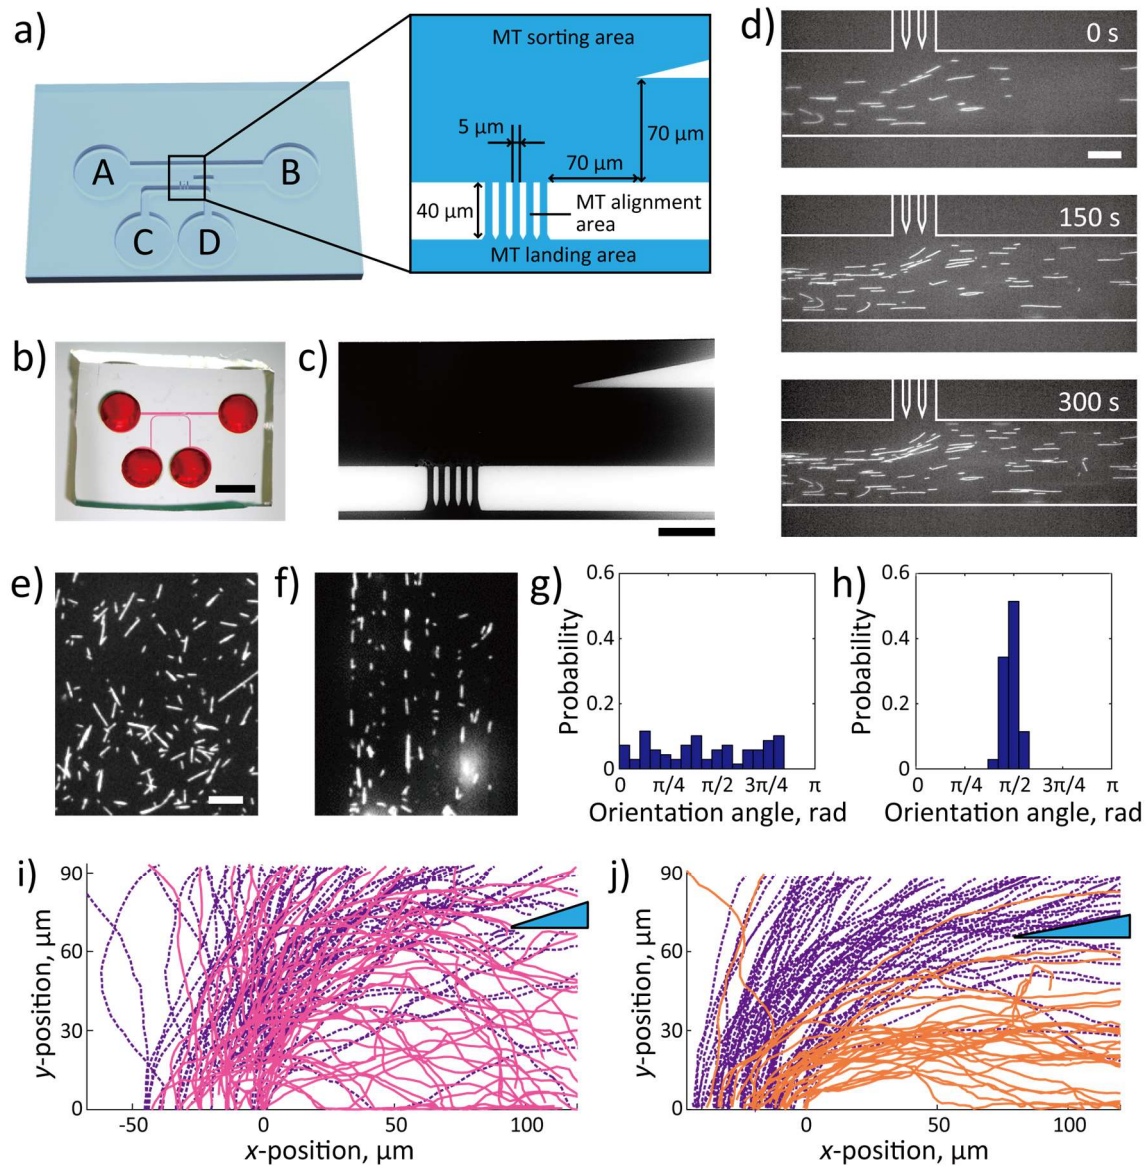 a)
A
B
C
D
MT sorting area
5 µm
70 µm
70 µm
40 µm
MT alignment
area
MT landing area
b)
c)
d)
0 s
150 s
300 s
e)
f)
g)
Probability
0.6
0.4
0.2
0
0 π/4 π/2 3π/4 π
Orientation angle, rad
h)
Probability
0.6
0.4
0.2
0
0 π/4 π/2 3π/4 π
Orientation angle, rad
i)
y-position, µm
90
60
30
0
-50 0 50 100
x-position, µm
j)
y-position, µm
90
60
30
0
0 50 100
x-position, µm